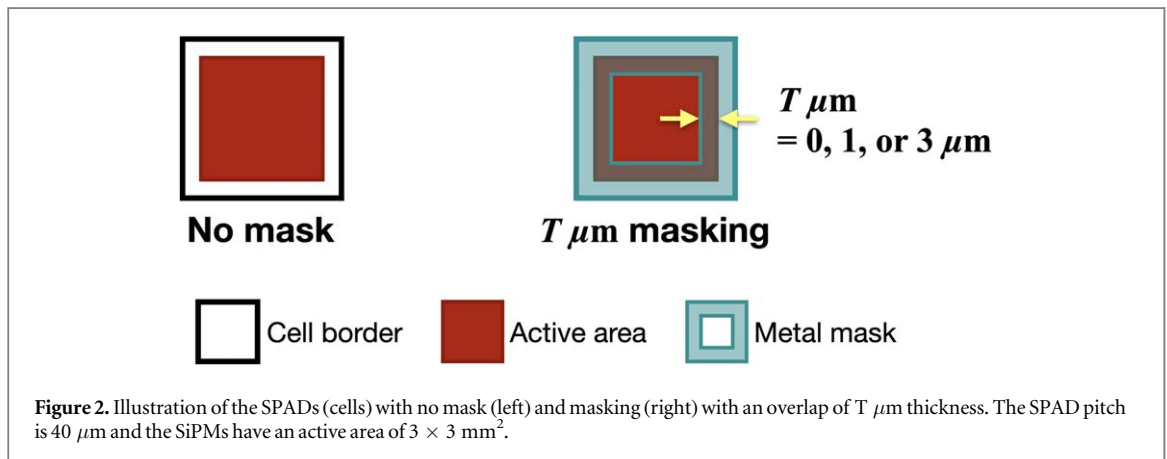 T μm
= 0, 1, or 3 μm
No mask
T μm masking
Cell border
Active area
Metal mask
Figure 2. Illustration of the SPADs (cells) with no mask (left) and masking (right) with an overlap of T μm thickness. The SPAD pitch
is 40 μm and the SiPMs have an active area of 3 × 3 mm².